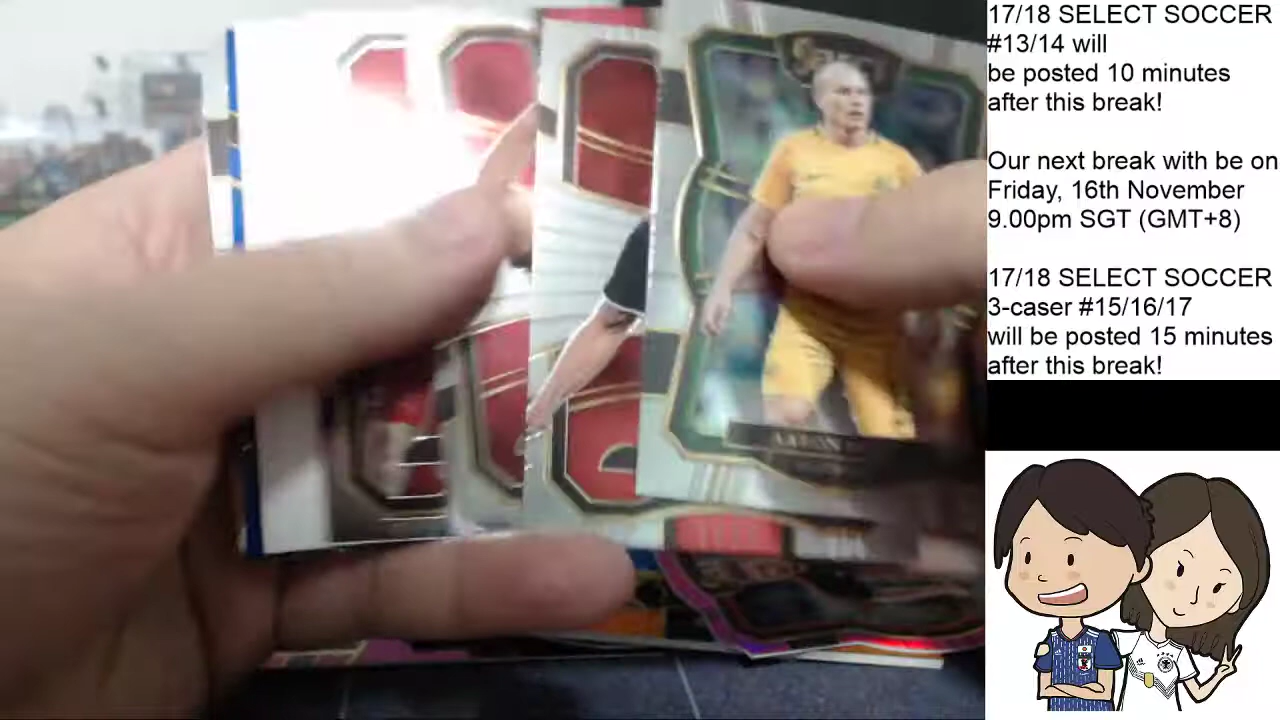 17/18 SELECT SOCCER
#13/14 will
be posted 10 minutes
after this break!
Our next break with be on
Friday, 16th November
9.00pm SGT (GMT+8)
17/18 SELECT SOCCER
3-caser #15/16/17
will be posted 15 minutes
after this break!
AARON